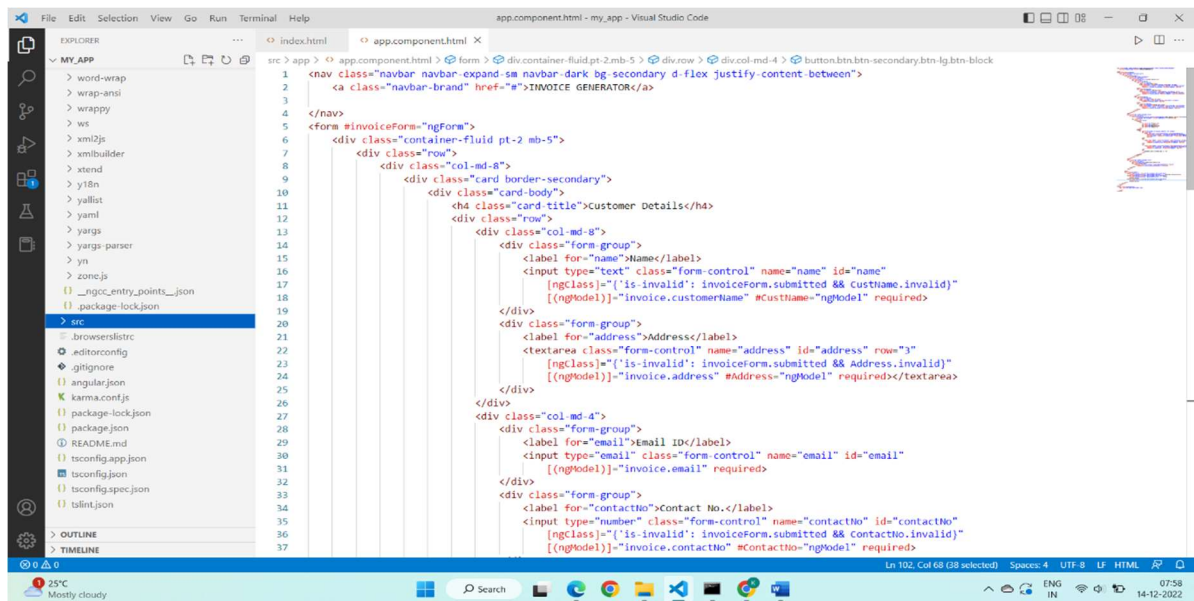 File Edit Selection View Go Run Terminal Help
app.component.html - my_app - Visual Studio Code
EXPLORER
MY_APP
> word-wrap
> wrap-ansi
> wrappy
> ws
> xml2js
> xmlbuilder
> xtend
> y18n
> yallist
> yaml
> yargs
> yargs-parser
> yn
> zone.js
{} __ngcc_entry_points__.json
{} .package-lock.json
> src
.browserslistrc
.editorconfig
.gitignore
{} angular.json
karma.conf.js
{} package-lock.json
{} package.json
README.md
{} tsconfig.app.json
tsconfig.json
{} tsconfig.spec.json
{} tslint.json
> OUTLINE
> TIMELINE
<> index.html <> app.component.html
src > app > <> app.component.html > form > div.container-fluid.pt-2.mb-5 > div.row > div.col-md-4 > button.btn.btn-secondary.btn-lg.btn-block
1 <nav class="navbar navbar-expand-sm navbar-dark bg-secondary d-flex justify-content-between">
2 <a class="navbar-brand" href="#">INVOICE GENERATOR</a>
3
4 </nav>
5 <form #invoiceForm="ngForm">
6 <div class="container-fluid pt-2 mb-5">
7 <div class="row">
8 <div class="col-md-8">
9 <div class="card border-secondary">
10 <div class="card-body">
11 <h4 class="card-title">Customer Details</h4>
12 <div class="row">
13 <div class="col-md-8">
14 <div class="form-group">
15 <label for="name">Name</label>
16 <input type="text" class="form-control" name="name" id="name"
17 [ngClass]="{'is-invalid': invoiceForm.submitted && CustName.invalid}"
18 [(ngModel)]="invoice.customerName" #CustName="ngModel" required>
19 </div>
20 <div class="form-group">
21 <label for="address">Address</label>
22 <textarea class="form-control" name="address" id="address" row="3"
23 [ngClass]="{'is-invalid': invoiceForm.submitted && Address.invalid}"
24 [(ngModel)]="invoice.address" #Address="ngModel" required></textarea>
25 </div>
26 </div>
27 <div class="col-md-4">
28 <div class="form-group">
29 <label for="email">Email ID</label>
30 <input type="email" class="form-control" name="email" id="email"
31 [(ngModel)]="invoice.email" required>
32 </div>
33 <div class="form-group">
34 <label for="contactNo">Contact No.</label>
35 <input type="number" class="form-control" name="contactNo" id="contactNo"
36 [ngClass]="{'is-invalid': invoiceForm.submitted && ContactNo.invalid}"
37 [(ngModel)]="invoice.contactNo" #ContactNo="ngModel" required>
0 0
Ln 102, Col 68 (38 selected) Spaces: 4 UTF-8 LF HTML
1
25°C
Mostly cloudy
Search
ENG
IN
07:58
14-12-2022